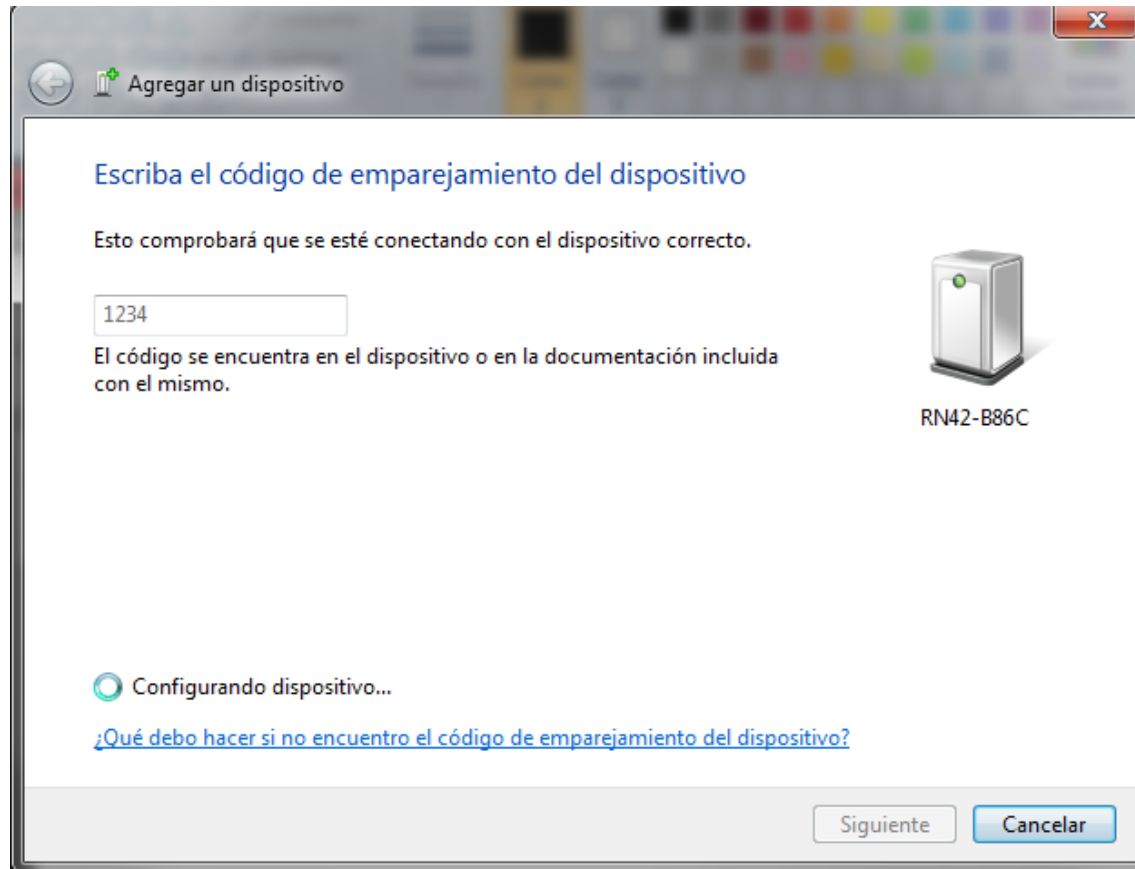 Agregar un dispositivo
Escriba el código de emparejamiento del dispositivo
Esto comprobará que se esté conectando con el dispositivo correcto.
1234
El código se encuentra en el dispositivo o en la documentación incluida
con el mismo.
RN42-B86C
Configurando dispositivo...
¿Qué debo hacer si no encuentro el código de emparejamiento del dispositivo?
Siguiente
Cancelar